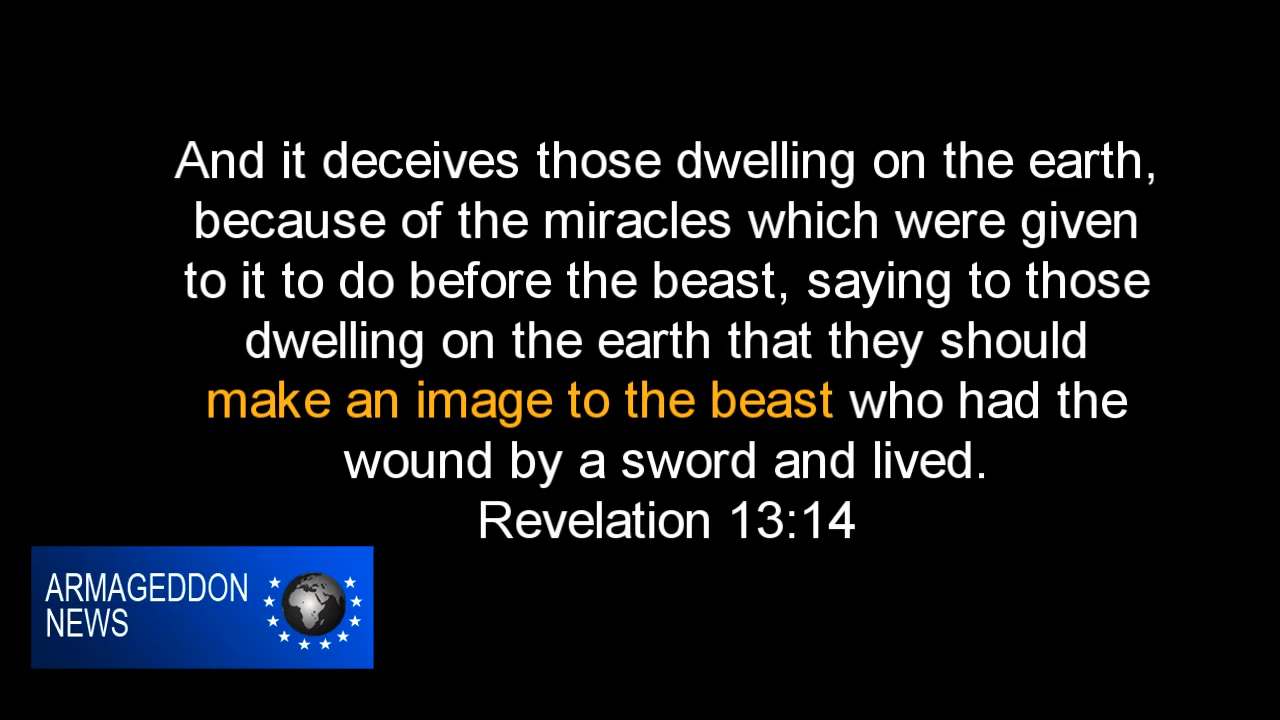 And it deceives those dwelling on the earth,
because of the miracles which were given
to it to do before the beast, saying to those
dwelling on the earth that they should
make an image to the beast who had the
wound by a sword and lived.
Revelation 13:14
ARMAGEDDON
NEWS